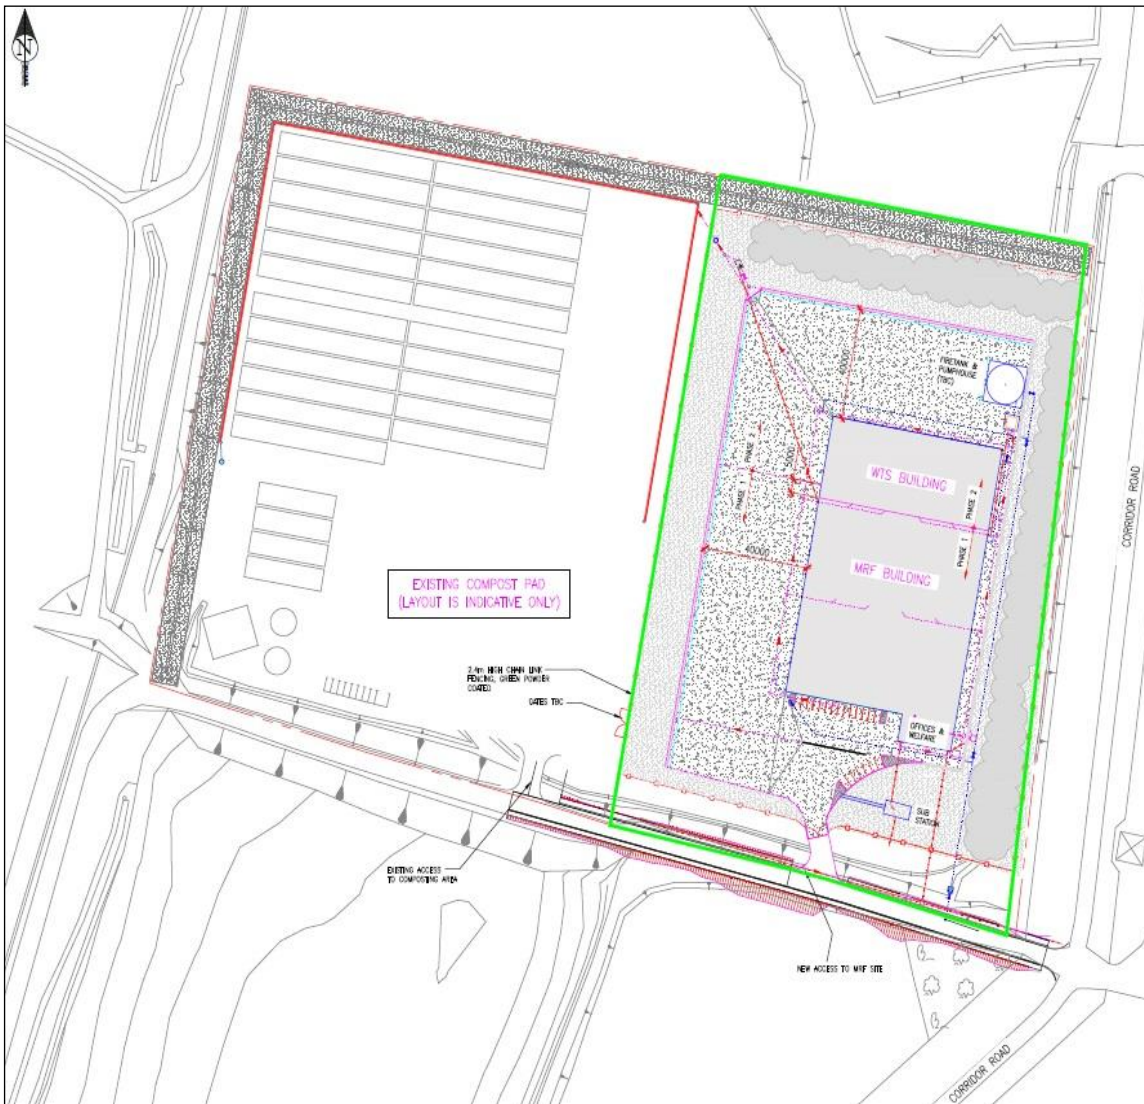 N
FIRETANK &
PUMPHOUSE
(TBC)
40000
WTS BUILDING
PHASE 1 PHASE 2
PHASE 1 PHASE 2
MRF BUILDING
40000
CORRIDOR ROAD
EXISTING COMPOST PAD
(LAYOUT IS INDICATIVE ONLY)
2.4m HIGH CHAIN LINK
FENCING, GREEN POWDER
COATED
GATES TBC
OFFICES &
WELFARE
SUB
STATION
EXISTING ACCESS
TO COMPOSTING AREA
NEW ACCESS TO MRF SITE
CORRIDOR ROAD